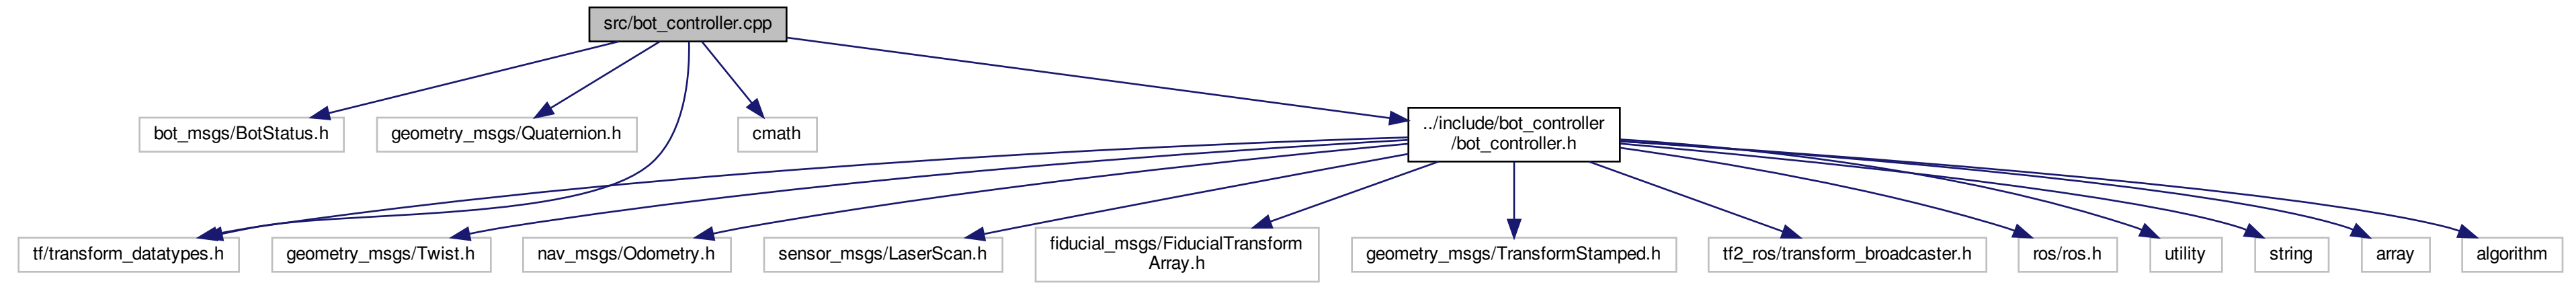 src/bot_controller.cpp
bot_msgs/BotStatus.h
geometry_msgs/Quaternion.h
cmath
../include/bot_controller
/bot_controller.h
tf/transform_datatypes.h
geometry_msgs/Twist.h
nav_msgs/Odometry.h
sensor_msgs/LaserScan.h
fiducial_msgs/FiducialTransform
Array.h
geometry_msgs/TransformStamped.h
tf2_ros/transform_broadcaster.h
ros/ros.h
utility
string
array
algorithm